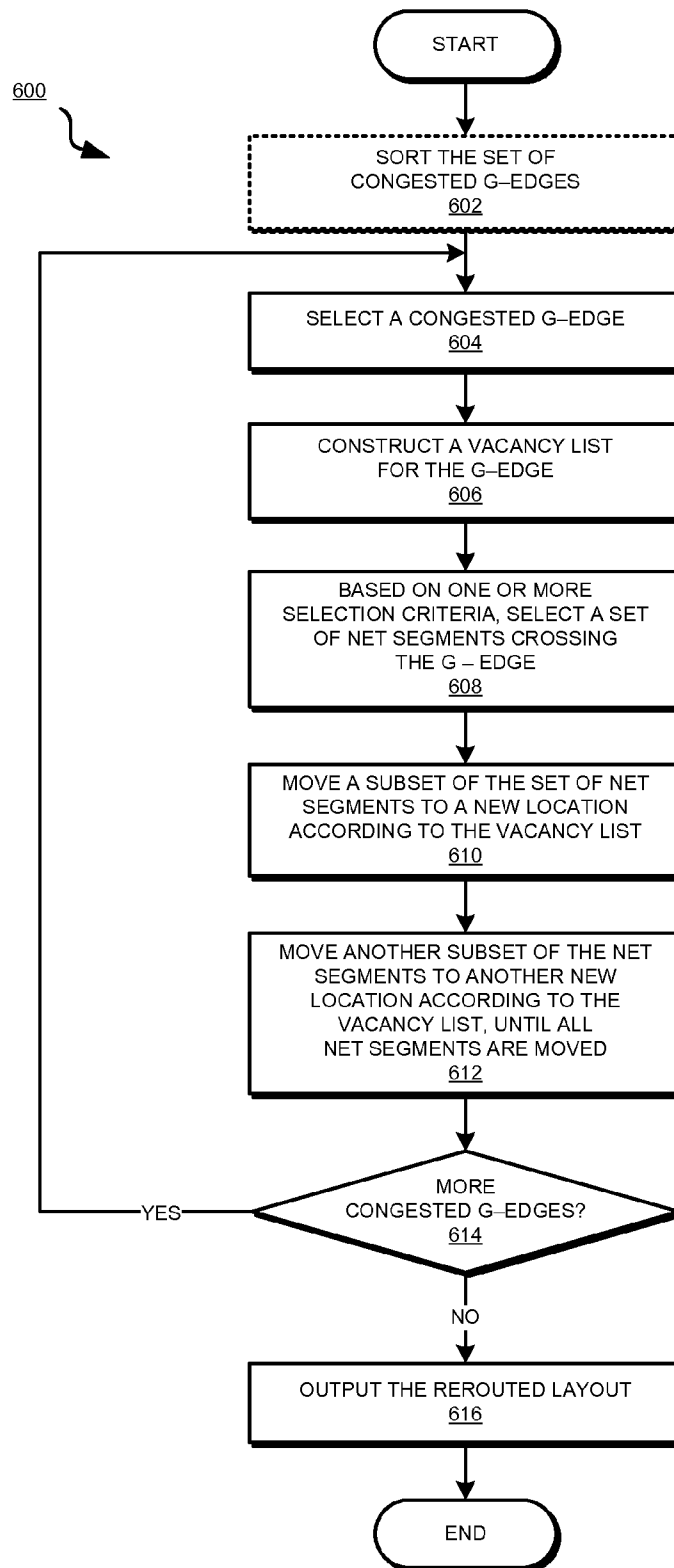 START
600
SORT THE SET OF
CONGESTED G–EDGES
602
SELECT A CONGESTED G–EDGE
604
CONSTRUCT A VACANCY LIST
FOR THE G–EDGE
606
BASED ON ONE OR MORE
SELECTION CRITERIA, SELECT A SET
OF NET SEGMENTS CROSSING
THE G – EDGE
608
MOVE A SUBSET OF THE SET OF NET
SEGMENTS TO A NEW LOCATION
ACCORDING TO THE VACANCY LIST
610
MOVE ANOTHER SUBSET OF THE NET
SEGMENTS TO ANOTHER NEW
LOCATION ACCORDING TO THE
VACANCY LIST, UNTIL ALL
NET SEGMENTS ARE MOVED
612
MORE
CONGESTED G–EDGES?
614
YES
NO
OUTPUT THE REROUTED LAYOUT
616
END